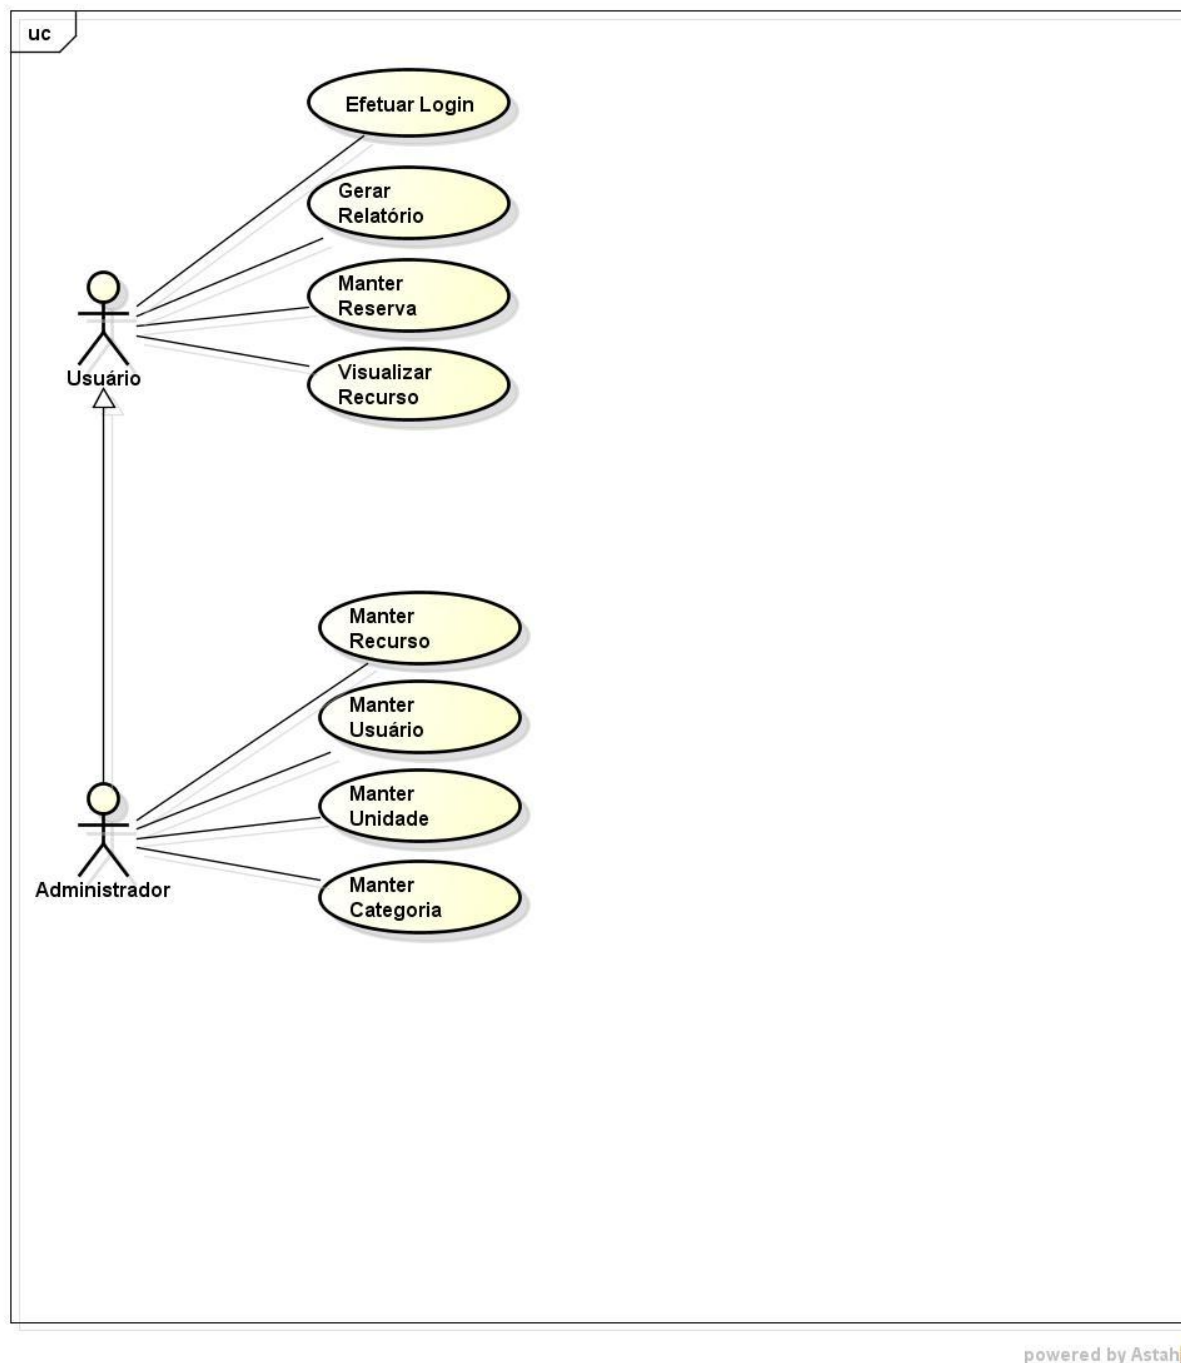 uc
Efetuar Login
Gerar
Relatório
Manter
Reserva
Visualizar
Recurso
Usuário
Manter
Recurso
Manter
Usuário
Manter
Unidade
Manter
Categoria
Administrador
powered by Astah